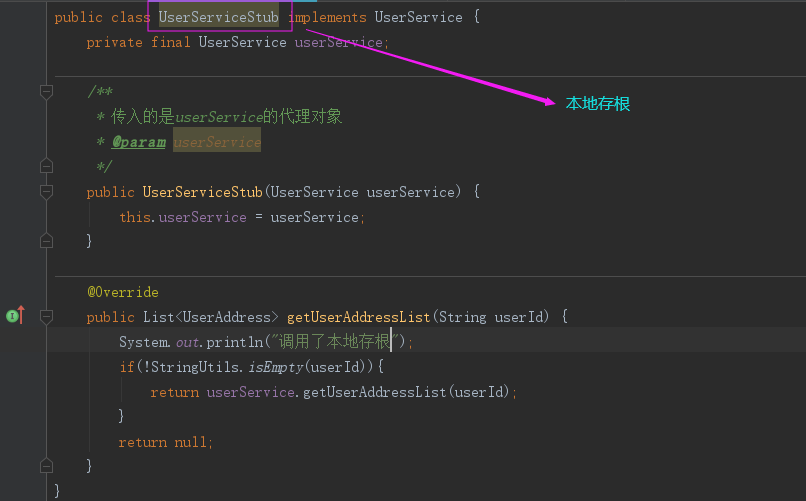 public class UserServiceStub implements UserService {
private final UserService userService;
本地存根
/**
* 传入的是userService的代理对象
* @param userService
*/
public UserServiceStub(UserService userService) {
this.userService = userService;
}
@Override
public List<UserAddress> getUserAddressList(String userId) {
System.out.println("调用了本地存根");
if(!StringUtils.isEmpty(userId)){
return userService.getUserAddressList(userId);
}
return null;
}
}